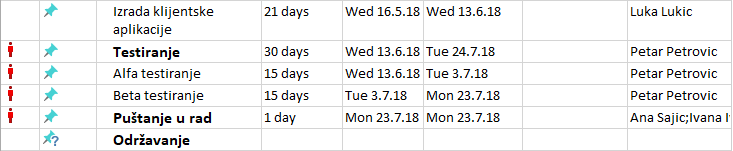 Izrada klijentske aplikacije 21 days Wed 16.5.18 Wed 13.6.18 Luka Lukic
Testiranje 30 days Wed 13.6.18 Tue 24.7.18 Petar Petrovic
Alfa testiranje 15 days Wed 13.6.18 Tue 3.7.18 Petar Petrovic
Beta testiranje 15 days Tue 3.7.18 Mon 23.7.18 Petar Petrovic
Puštanje u rad 1 day Mon 23.7.18 Mon 23.7.18 Ana Sajic;Ivana
Održavanje